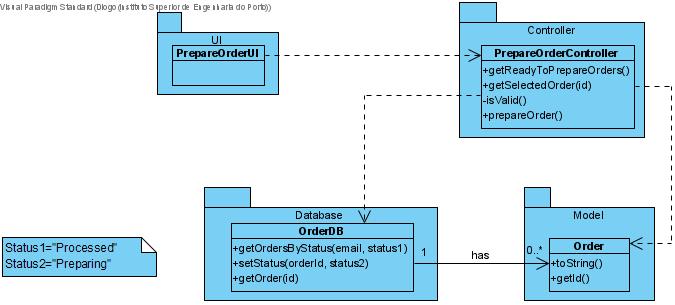 Visual Paradigm Standard (Diogo (Instituto Superior de Engenharia do Porto))
UI
PrepareOrderUI
Controller
PrepareOrderController
+getReadyToPrepareOrders()
+getSelectedOrder(id)
-isValid()
+prepareOrder()
Database
OrderDB
+getOrdersByStatus(email, status1)
+setStatus(orderId, status2)
+getOrder(id)
1
has
0..*
Model
Order
+toString()
+getId()
Status1="Processed"
Status2="Preparing"